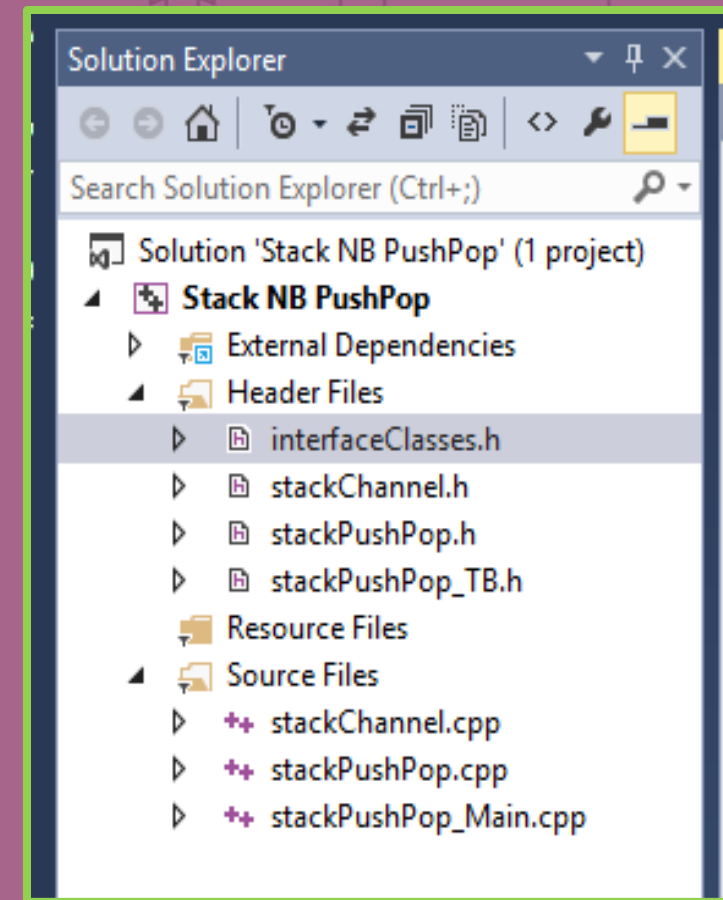 Solution Explorer
Search Solution Explorer (Ctrl+;)
Solution 'Stack NB PushPop' (1 project)
Stack NB PushPop
External Dependencies
Header Files
interfaceClasses.h
stackChannel.h
stackPushPop.h
stackPushPop_TB.h
Resource Files
Source Files
stackChannel.cpp
stackPushPop.cpp
stackPushPop_Main.cpp